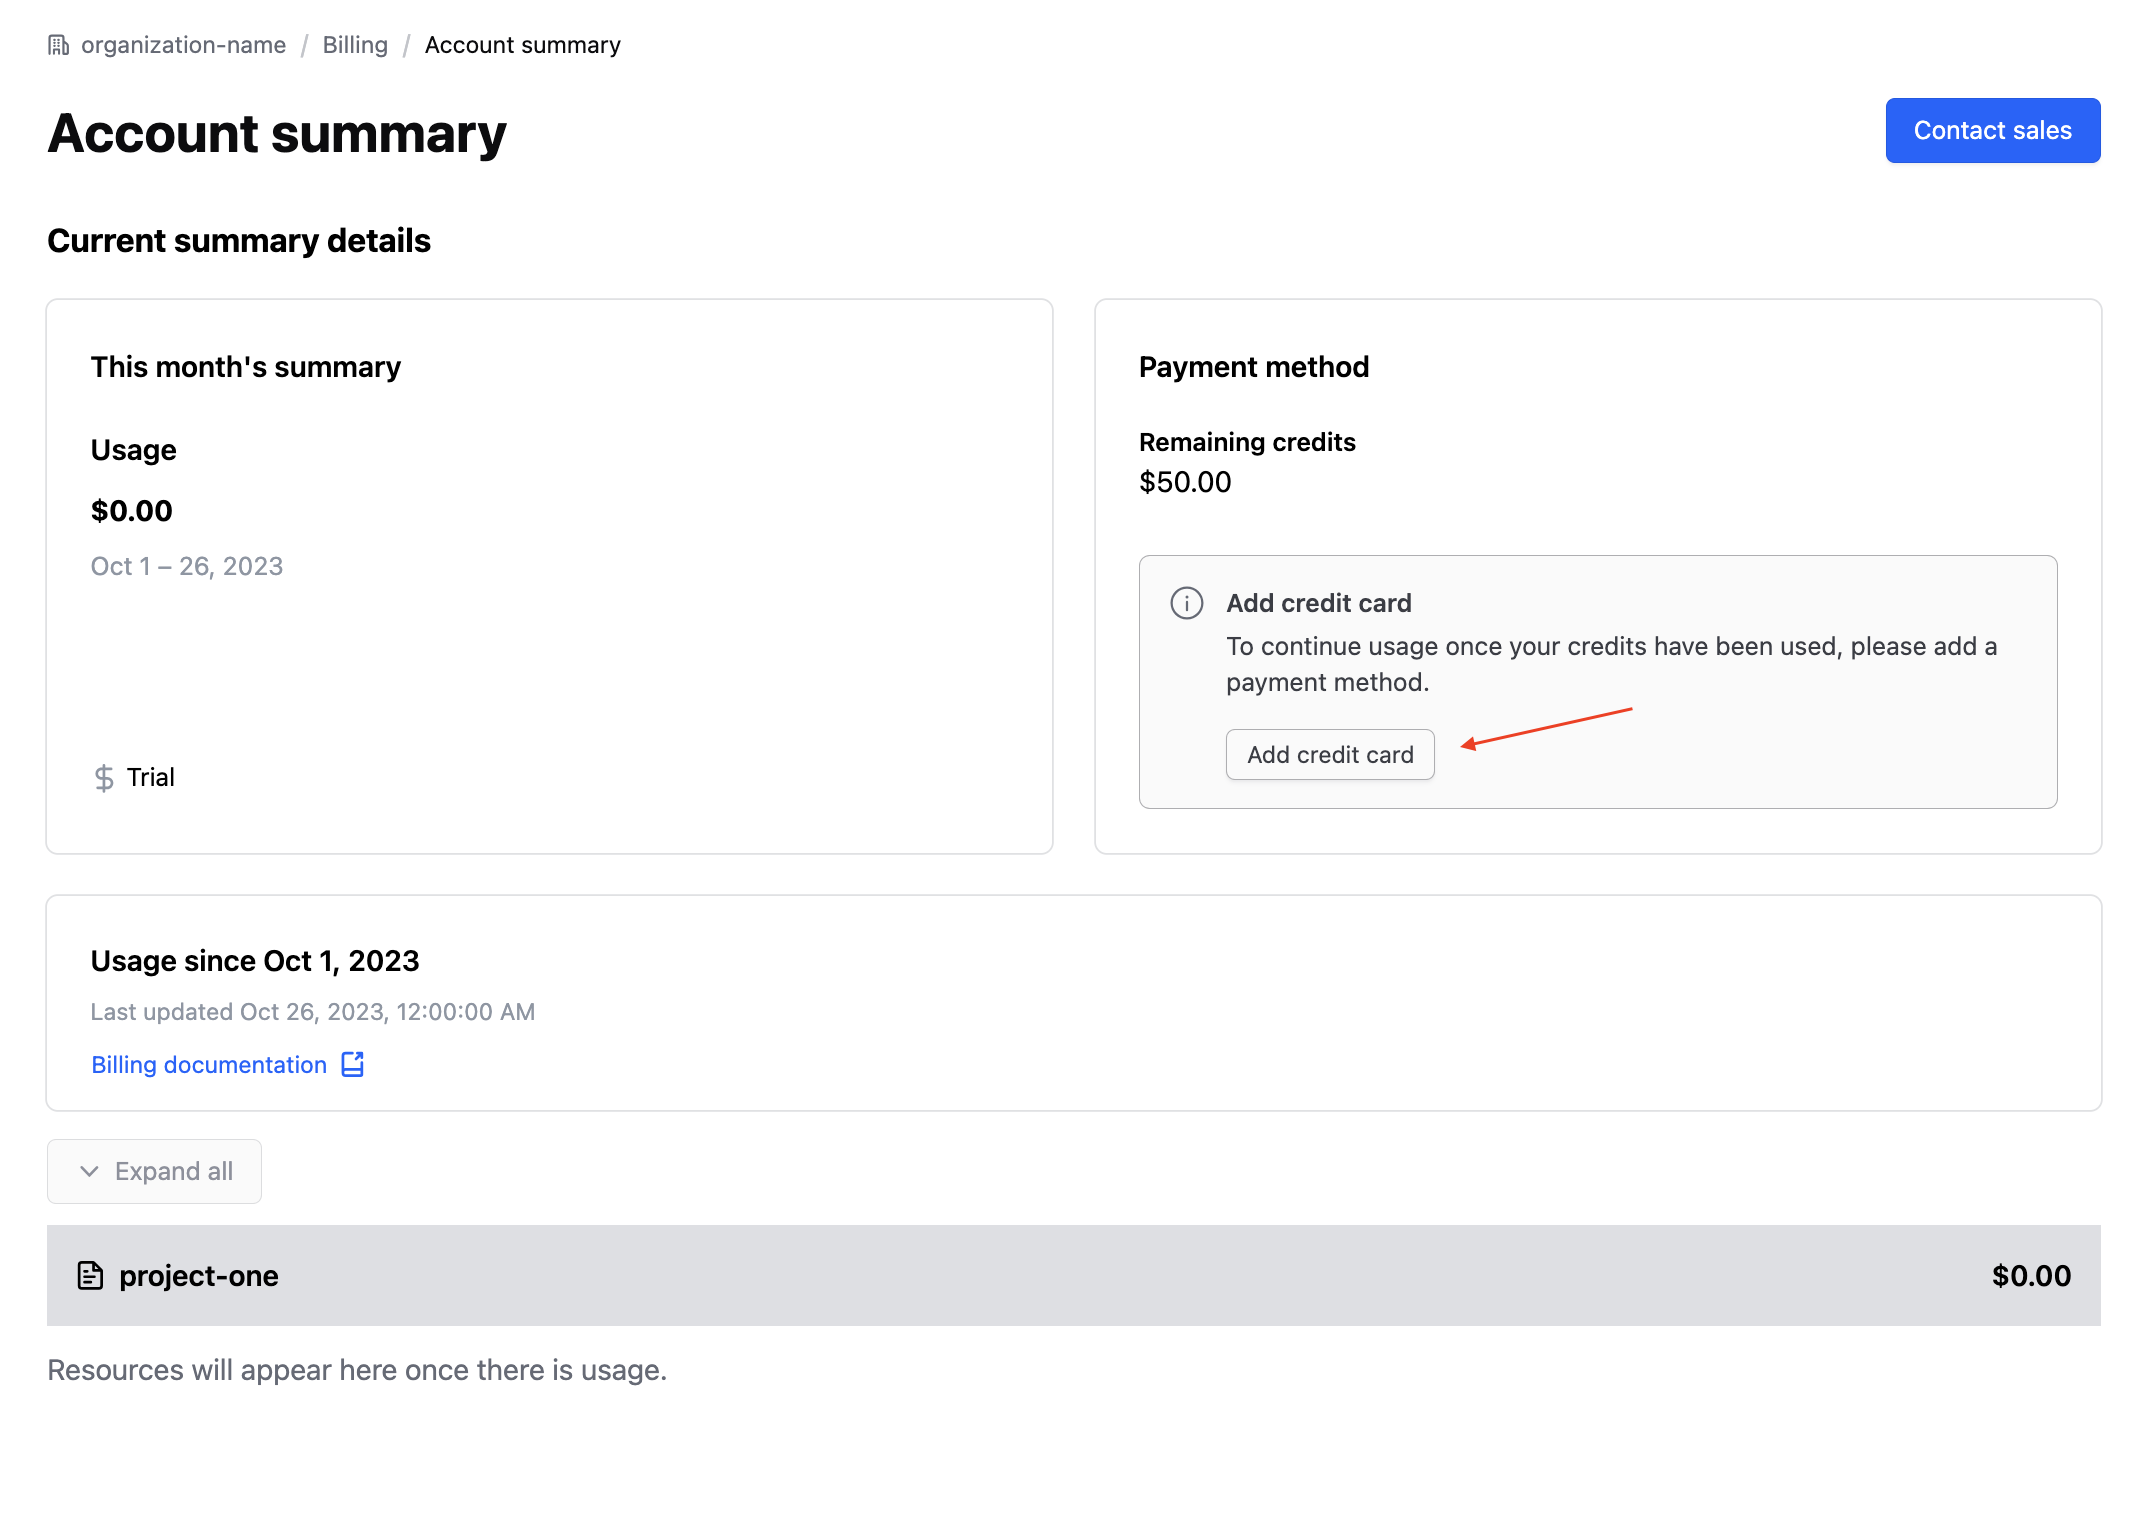 organization-name / Billing / Account summary
Account summary
Contact sales
Current summary details
This month's summary
Usage
$0.00
Oct 1 – 26, 2023
Trial
Payment method
Remaining credits
$50.00
Add credit card
To continue usage once your credits have been used, please add a
payment method.
Add credit card
Usage since Oct 1, 2023
Last updated Oct 26, 2023, 12:00:00 AM
Billing documentation
Expand all
project-one $0.00
Resources will appear here once there is usage.